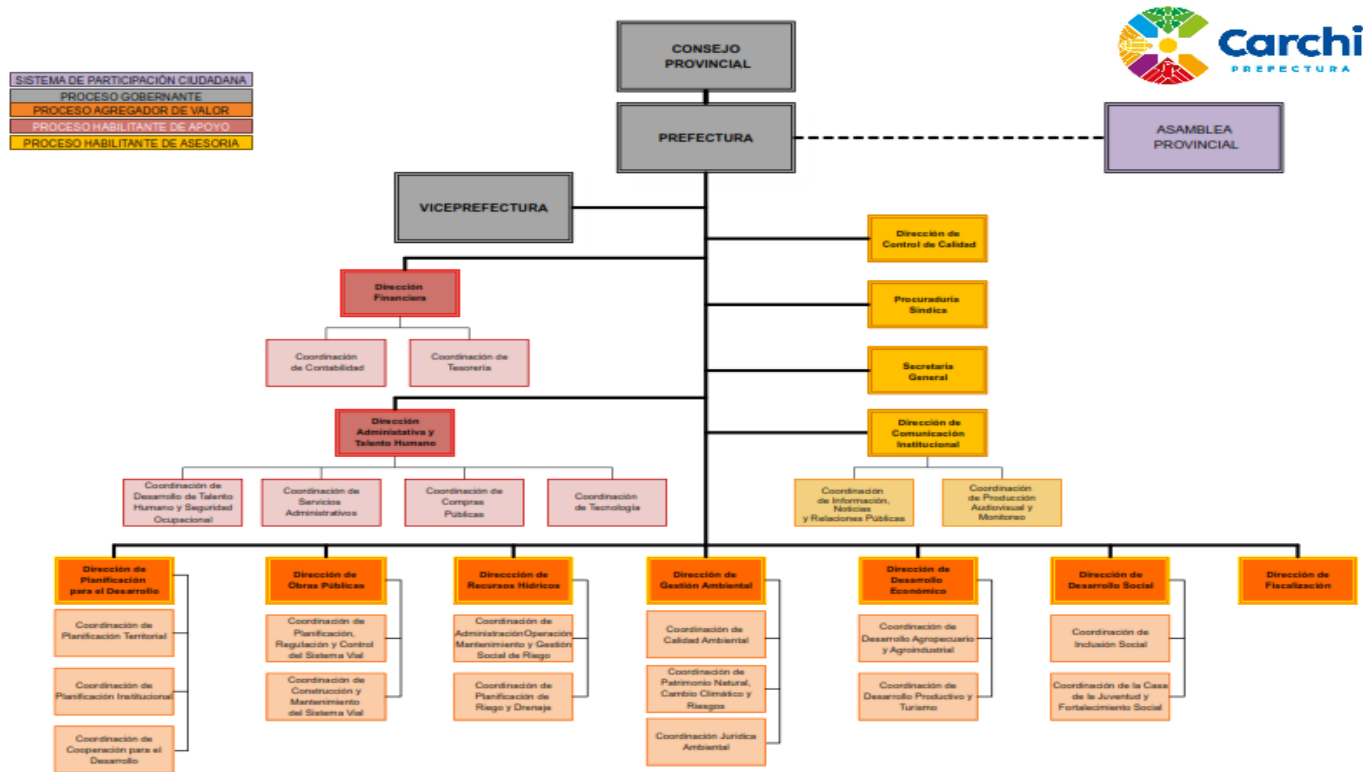 CONSEJO
PROVINCIAL
Carchi
PREFECTURA
SISTEMA DE PARTICIPACIÓN CIUDADANA
PROCESO GOBERNANTE
PROCESO AGREGADOR DE VALOR
PROCESO HABILITANTE DE APOYO
PROCESO HABILITANTE DE ASESORIA
PREFECTURA
ASAMBLEA
PROVINCIAL
VICEPREFECTURA
Dirección de
Control de Calidad
Dirección
Financiera
Procuraduría
Síndica
Coordinación
de Contabilidad
Coordinación de
Tesorería
Secretaría
General
Dirección
Administativa y
Talento Humano
Dirección de
Comunicación
Institucional
Coordinación de
Desarrollo de Talento
Humano y Seguridad
Ocupacional
Coordinación de
Servicios
Administrativos
Coordinación de
Compras
Públicas
Coordinación
de Tecnología
Coordinación
de Información,
Noticias
y Relaciones Públicas
Coordinación
de Producción
Audiovisual y
Monitoreo
Dirección de
Planificación
para el Desarrollo
Dirección de
Obras Públicas
Direccción de
Recursos Hídricos
Dirección de
Gestión Ambiental
Dirección de
Desarrollo
Económico
Dirección de
Desarrollo Social
Dirección de
Fiscalización
Coordinación de
Planificación Territorial
Coordinación de
Planificación,
Regulación y Control
del Sistema Vial
Coordinación de
Administración Operación
Mantenimiento y Gestión
Social de Riego
Coordinación de
Calidad Ambiental
Coordinación de
Desarrollo Agropecuario
y Agroindustrial
Coordinación de
Inclusión Social
Coordinación de
Planificación Institucional
Coordinación de
Construcción y
Mantenimiento
del Sistema Vial
Coordinación de
Planificación de
Riego y Drenaje
Coordinación de
Patrimonio Natural,
Cambio Climático y
Riesgos
Coordinación de
Desarrollo Productivo y
Turismo
Coordinación de la Casa
de la Juventud y
Fortalecimiento Social
Coordinación de
Cooperación para el
Desarrollo
Coordinación Jurídica
Ambiental